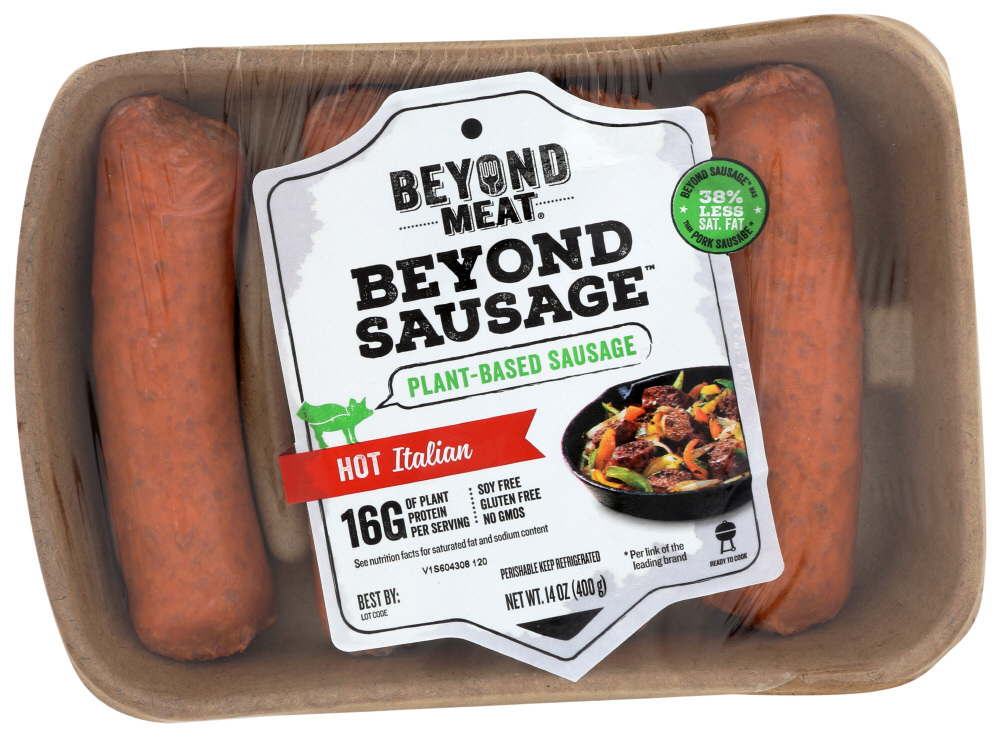 BEYOND
MEAT®
BEYOND
SAUSAGE™
PLANT-BASED SAUSAGE
HOT Italian
16G OF PLANT
PROTEIN
PER SERVING
SOY FREE
GLUTEN FREE
NO GMOS
See nutrition facts for saturated fat and sodium content
V1S604308 120
BEST BY:
LOT CODE
PERISHABLE KEEP REFRIGERATED
NET WT. 14 OZ (400 g)
* Per link of the
leading brand
READY TO COOK
BEYOND SAUSAGE™ HAS
38%
LESS
SAT. FAT
THAN PORK SAUSAGE*